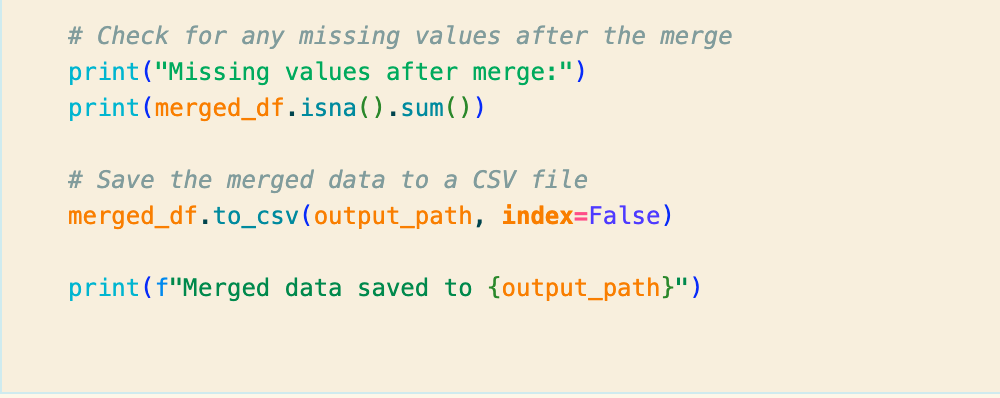 # Check for any missing values after the merge
print("Missing values after merge:")
print(merged_df.isna().sum())
# Save the merged data to a CSV file
merged_df.to_csv(output_path, index=False)
print(f"Merged data saved to {output_path}")